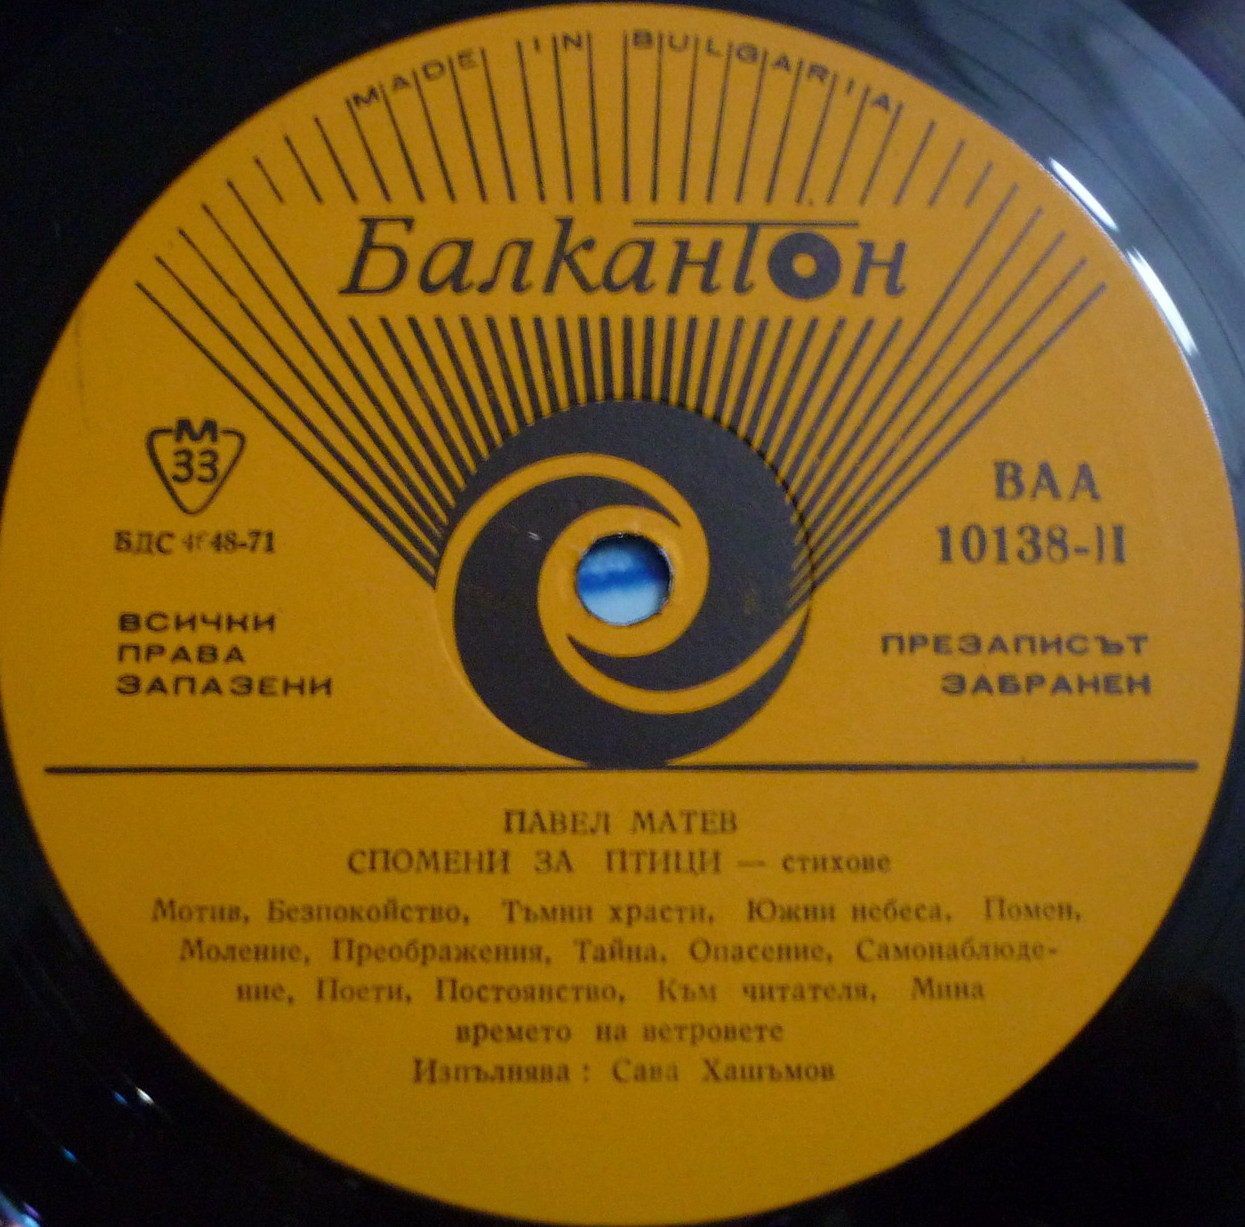 MADE IN BULGARIA
Балкантон
М
33
БДС 48-71
ВСИЧКИ
ПРАВА
ЗАПАЗЕНИ
ВАА
10138-II
ПРЕЗАПИСЪТ
ЗАБРАНЕН
ПАВЕЛ МАТЕВ
СПОМЕНИ ЗА ПТИЦИ — стихове
Мотив, Безпокойство, Тъмни храсти, Южни небеса, Помен,
Моление, Преображения, Тайна, Опасение, Самонаблюде-
ние, Поети, Постоянство, Към читателя, Мина
времето на ветровете
Изпълнява: Сава Хашъмов